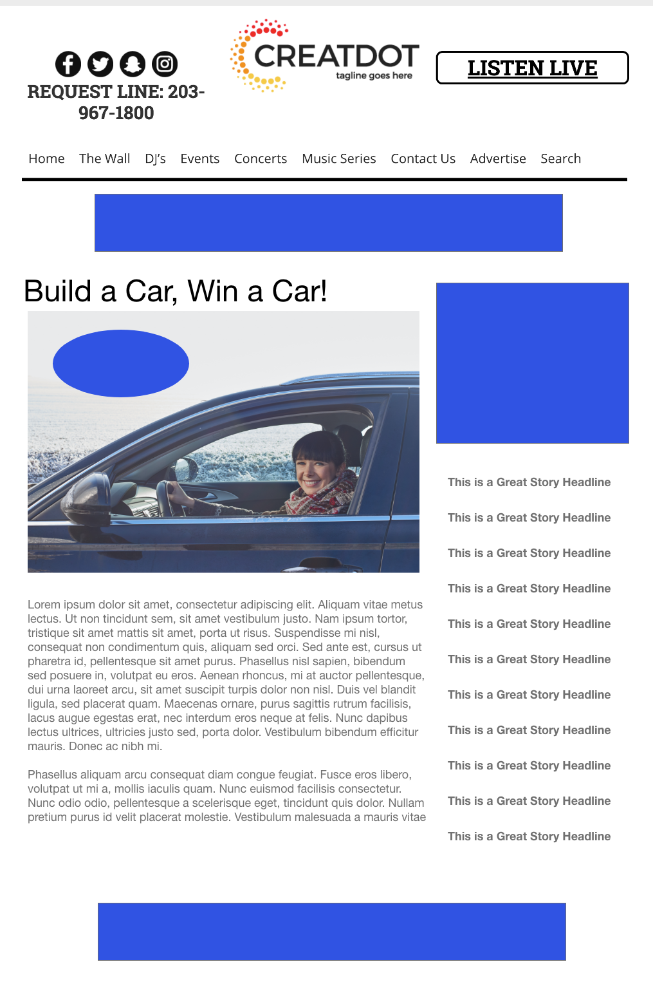 REQUEST LINE: 203-
967-1800
CREATDOT
tagline goes here
LISTEN LIVE
Home The Wall DJ's Events Concerts Music Series Contact Us Advertise Search
Build a Car, Win a Car!
Lorem ipsum dolor sit amet, consectetur adipiscing elit. Aliquam vitae metus
lectus. Ut non tincidunt sem, sit amet vestibulum justo. Nam ipsum tortor,
tristique sit amet mattis sit amet, porta ut risus. Suspendisse mi nisl,
consequat non condimentum quis, aliquam sed orci. Sed ante est, cursus ut
pharetra id, pellentesque sit amet purus. Phasellus nisl sapien, bibendum
sed posuere in, volutpat eu eros. Aenean rhoncus, mi at auctor pellentesque,
dui urna laoreet arcu, sit amet suscipit turpis dolor non nisl. Duis vel blandit
ligula, sed placerat quam. Maecenas ornare, purus sagittis rutrum facilisis,
lacus augue egestas erat, nec interdum eros neque at felis. Nunc dapibus
lectus ultrices, ultricies justo sed, porta dolor. Vestibulum bibendum efficitur
mauris. Donec ac nibh mi.
Phasellus aliquam arcu consequat diam congue feugiat. Fusce eros libero,
volutpat ut mi a, mollis iaculis quam. Nunc euismod facilisis consectetur.
Nunc odio odio, pellentesque a scelerisque eget, tincidunt quis dolor. Nullam
pretium purus id velit placerat molestie. Vestibulum malesuada a mauris vitae
This is a Great Story Headline
This is a Great Story Headline
This is a Great Story Headline
This is a Great Story Headline
This is a Great Story Headline
This is a Great Story Headline
This is a Great Story Headline
This is a Great Story Headline
This is a Great Story Headline
This is a Great Story Headline
This is a Great Story Headline